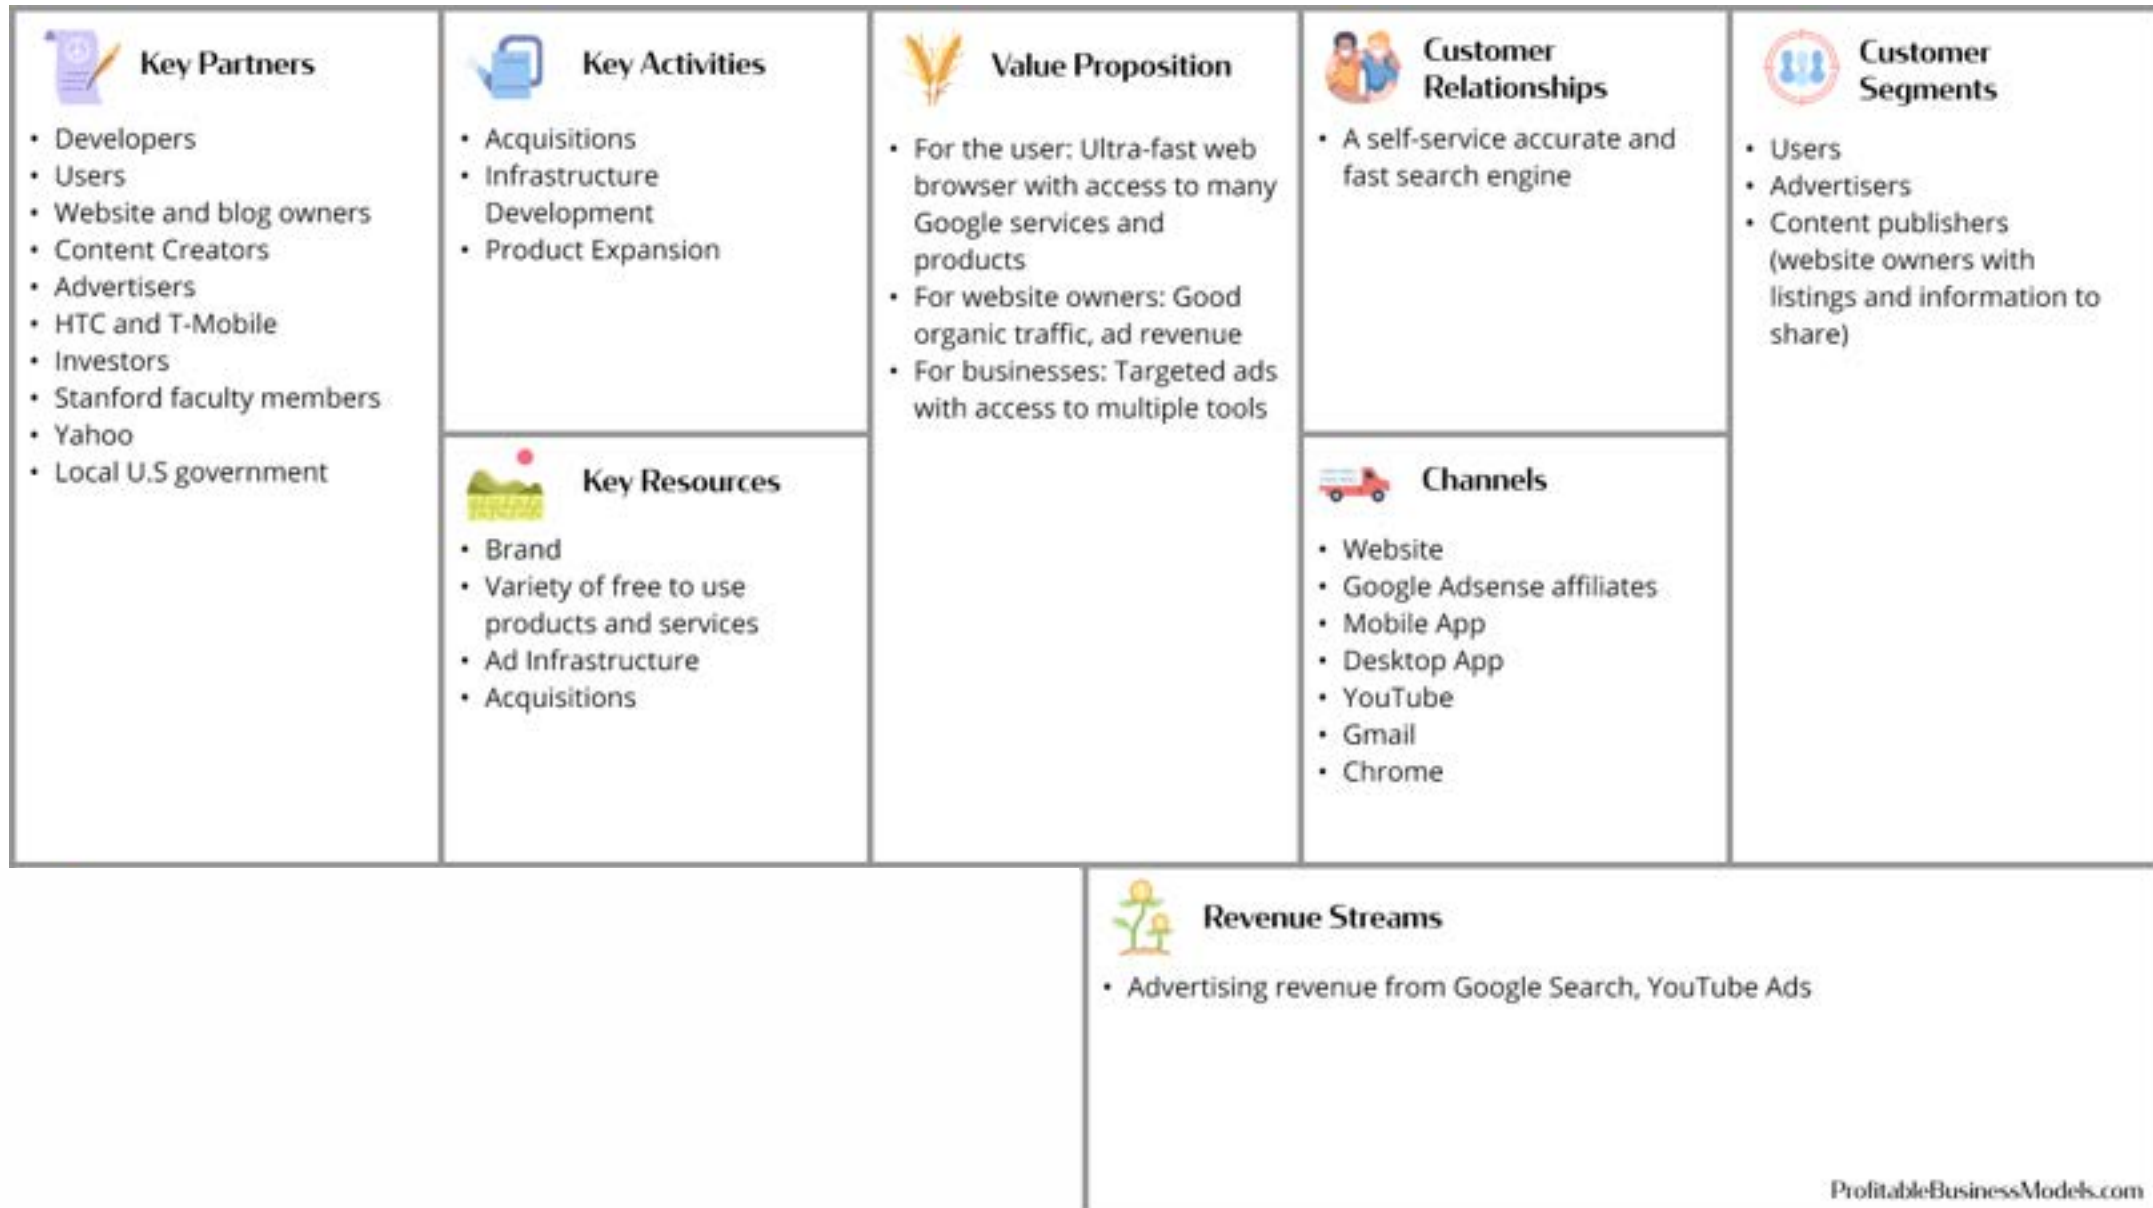 Key Partners
• Developers
• Users
• Website and blog owners
• Content Creators
• Advertisers
• HTC and T-Mobile
• Investors
• Stanford faculty members
• Yahoo
• Local U.S government
Key Activities
• Acquisitions
• Infrastructure
Development
• Product Expansion
Key Resources
• Brand
• Variety of free to use
products and services
• Ad Infrastructure
• Acquisitions
Value Proposition
• For the user: Ultra-fast web
browser with access to many
Google services and
products
• For website owners: Good
organic traffic, ad revenue
• For businesses: Targeted ads
with access to multiple tools
Customer
Relationships
• A self-service accurate and
fast search engine
Channels
• Website
• Google Adsense affiliates
• Mobile App
• Desktop App
• YouTube
• Gmail
• Chrome
Customer
Segments
• Users
• Advertisers
• Content publishers
(website owners with
listings and information to
share)
Revenue Streams
• Advertising revenue from Google Search, YouTube Ads
ProfitableBusinessModels.com